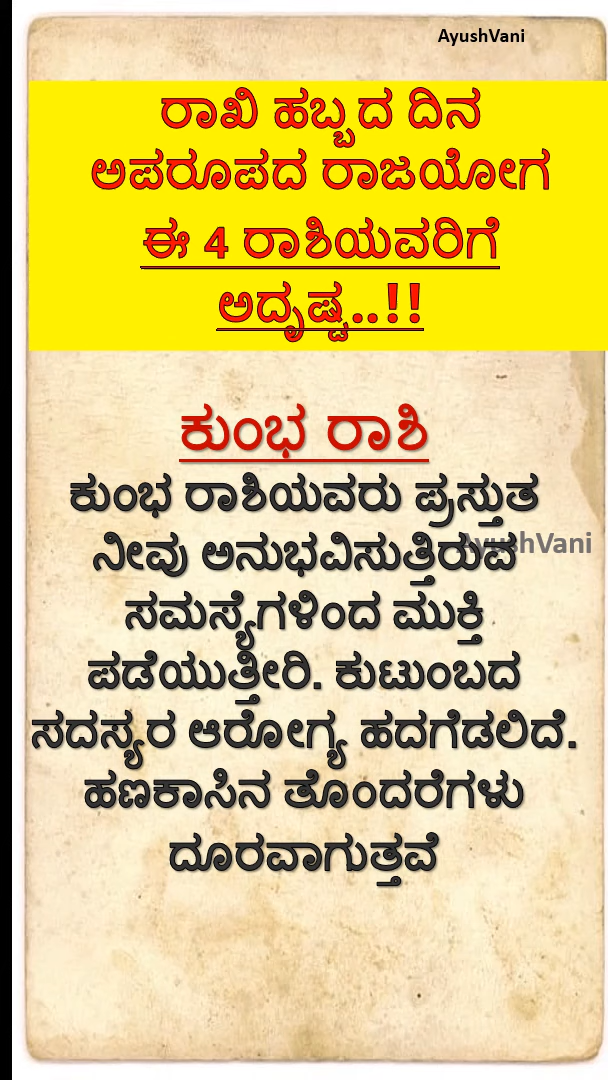 AyushVani
ರಾಖಿ ಹಬ್ಬದ ದಿನ
ಅಪರೂಪದ ರಾಜಯೋಗ
ಈ 4 ರಾಶಿಯವರಿಗೆ
ಅದೃಷ್ಟ..!!
ಕುಂಭ ರಾಶಿ
ಕುಂಭ ರಾಶಿಯವರು ಪ್ರಸ್ತುತ
ನೀವು ಅನುಭವಿಸುತ್ತಿರುವ
AyushVani
ಸಮಸ್ಯೆಗಳಿಂದ ಮುಕ್ತಿ
ಪಡೆಯುತ್ತೀರಿ. ಕುಟುಂಬದ
ಸದಸ್ಯರ ಆರೋಗ್ಯ ಹದಗೆಡಲಿದೆ.
ಹಣಕಾಸಿನ ತೊಂದರೆಗಳು
ದೂರವಾಗುತ್ತವೆ